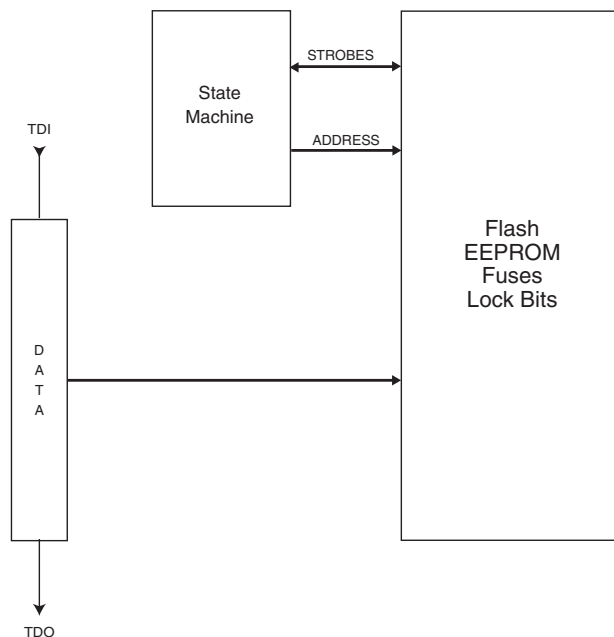 STROBES
State
Machine
TDI
ADDRESS
Flash
EEPROM
Fuses
Lock Bits
D
A
T
A
TDO